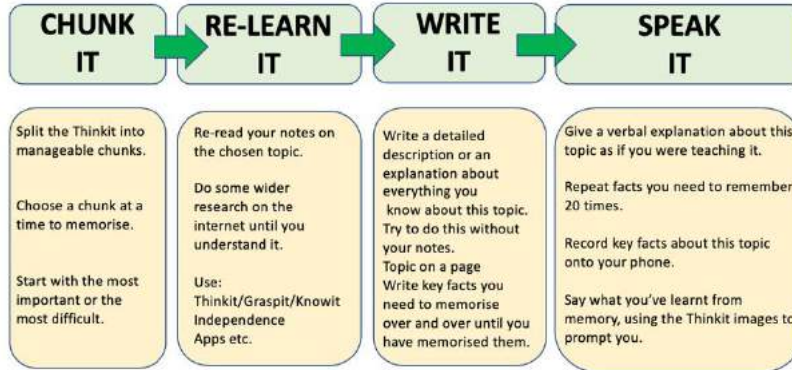 CHUNK
IT
RE-LEARN
IT
WRITE
IT
SPEAK
IT
Split the Thinkit into
manageable chunks.
Choose a chunk at a
time to memorise.
Start with the most
important or the
most difficult.
Re-read your notes on
the chosen topic.
Do some wider
research on the
internet until you
understand it.
Use:
Thinkit/Graspit/Knowit
Independence
Apps etc.
Write a detailed
description or an
explanation about
everything you
know about this topic.
Try to do this without
your notes.
Topic on a page
Write key facts you
need to memorise
over and over until you
have memorised them.
Give a verbal explanation about this
topic as if you were teaching it.
Repeat facts you need to remember
20 times.
Record key facts about this topic
onto your phone.
Say what you've learnt from
memory, using the Thinkit images to
prompt you.